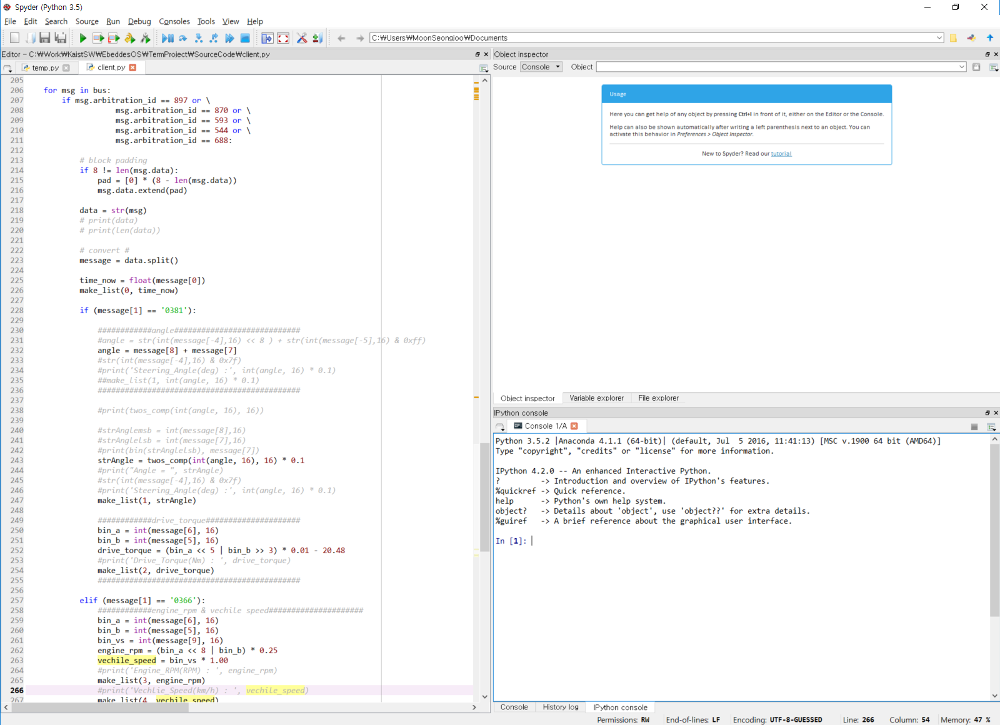 Spyder (Python 3.5)
File Edit Search Source Run Debug Consoles Tools View Help
C:₩Users₩MoonSeongjoo₩Documents
Editor - C:₩Work₩KaistSW₩EbeddesOS₩TermProject₩SourceCode₩client.py
temp.py client.py
205
206 for msg in bus:
207 if msg.arbitration_id == 897 or \
208 msg.arbitration_id == 870 or \
209 msg.arbitration_id == 593 or \
210 msg.arbitration_id == 544 or \
211 msg.arbitration_id == 688:
212
213 # block padding
214 if 8 != len(msg.data):
215 pad = [0] * (8 - len(msg.data))
216 msg.data.extend(pad)
217
218 data = str(msg)
219 # print(data)
220 # print(len(data))
221
222 # convert #
223 message = data.split()
224
225 time_now = float(message[0])
226 make_list(0, time_now)
227
228 if (message[1] == '0381'):
229
230 ############angle############################
231 #angle = str(int(message[-4],16) << 8 ) + str(int(message[-5],16) & 0xff)
232 angle = message[8] + message[7]
233 #str(int(message[-4],16) & 0x7f)
234 #print('Steering_Angle(deg) :', int(angle, 16) * 0.1)
235 ##make_list(1, int(angle, 16) * 0.1)
236 #############################################
237
238 #print(twos_comp(int(angle, 16), 16))
239
240 #strAnglemsb = int(message[8],16)
241 #strAnglelsb = int(message[7],16)
242 #print(bin(strAnglelsb), message[7])
243 strAngle = twos_comp(int(angle, 16), 16) * 0.1
244 #print("Angle = ", strAngle)
245 #str(int(message[-4],16) & 0x7f)
246 #print('Steering_Angle(deg) :', int(angle, 16) * 0.1)
247 make_list(1, strAngle)
248
249 ############drive_torque#####################
250 bin_a = int(message[6], 16)
251 bin_b = int(message[5], 16)
252 drive_torque = (bin_a << 5 | bin_b >> 3) * 0.01 - 20.48
253 #print('Drive_Torque(Nm) : ', drive_torque)
254 make_list(2, drive_torque)
255 #############################################
256
257 elif (message[1] == '0366'):
258 ############engine_rpm & vechile speed#####################
259 bin_a = int(message[6], 16)
260 bin_b = int(message[5], 16)
261 bin_vs = int(message[9], 16)
262 engine_rpm = (bin_a << 8 | bin_b) * 0.25
263 vechile_speed = bin_vs * 1.00
264 #print('Engine_RPM(RPM) : ', engine_rpm)
265 make_list(3, engine_rpm)
266 #print('Vechlie_Speed(km/h) : ', vechile_speed)
267 make_list(4, vechile_speed)
Object inspector
Source Console Object
Usage
Here you can get help of any object by pressing Ctrl+I in front of it, either on the Editor or the Console.
Help can also be shown automatically after writing a left parenthesis next to an object. You can
activate this behavior in Preferences > Object Inspector.
New to Spyder? Read our tutorial
Object inspector Variable explorer File explorer
IPython console
Console 1/A
Python 3.5.2 |Anaconda 4.1.1 (64-bit)| (default, Jul 5 2016, 11:41:13) [MSC v.1900 64 bit (AMD64)]
Type "copyright", "credits" or "license" for more information.
IPython 4.2.0 -- An enhanced Interactive Python.
? -> Introduction and overview of IPython's features.
%quickref -> Quick reference.
help -> Python's own help system.
object? -> Details about 'object', use 'object??' for extra details.
%guiref -> A brief reference about the graphical user interface.
In [1]:
Console History log IPython console
Permissions: RW End-of-lines: LF Encoding: UTF-8-GUESSED Line: 266 Column: 54 Memory: 47 %